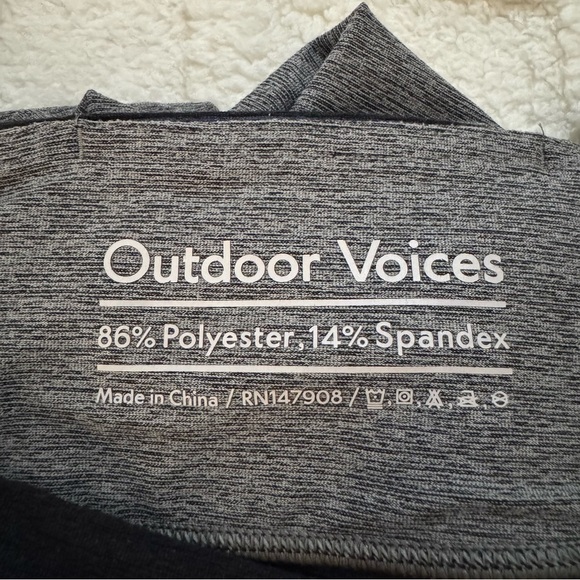 Outdoor Voices
86% Polyester, 14% Spandex
Made in China / RN147908 /